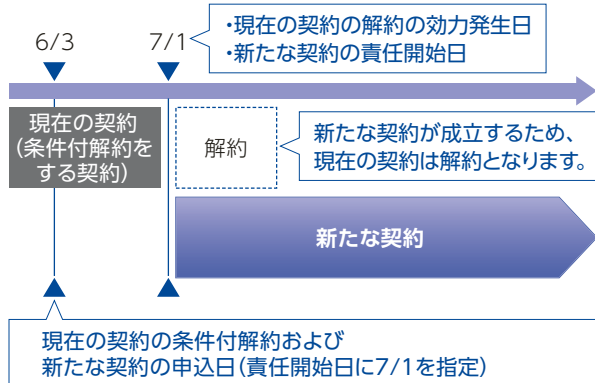 6/3
7/1
・現在の契約の解約の効力発生日
・新たな契約の責任開始日
現在の契約
(条件付解約を
する契約)
解約
新たな契約が成立するため、
現在の契約は解約となります。
新たな契約
現在の契約の条件付解約および
新たな契約の申込日(責任開始日に7/1を指定)